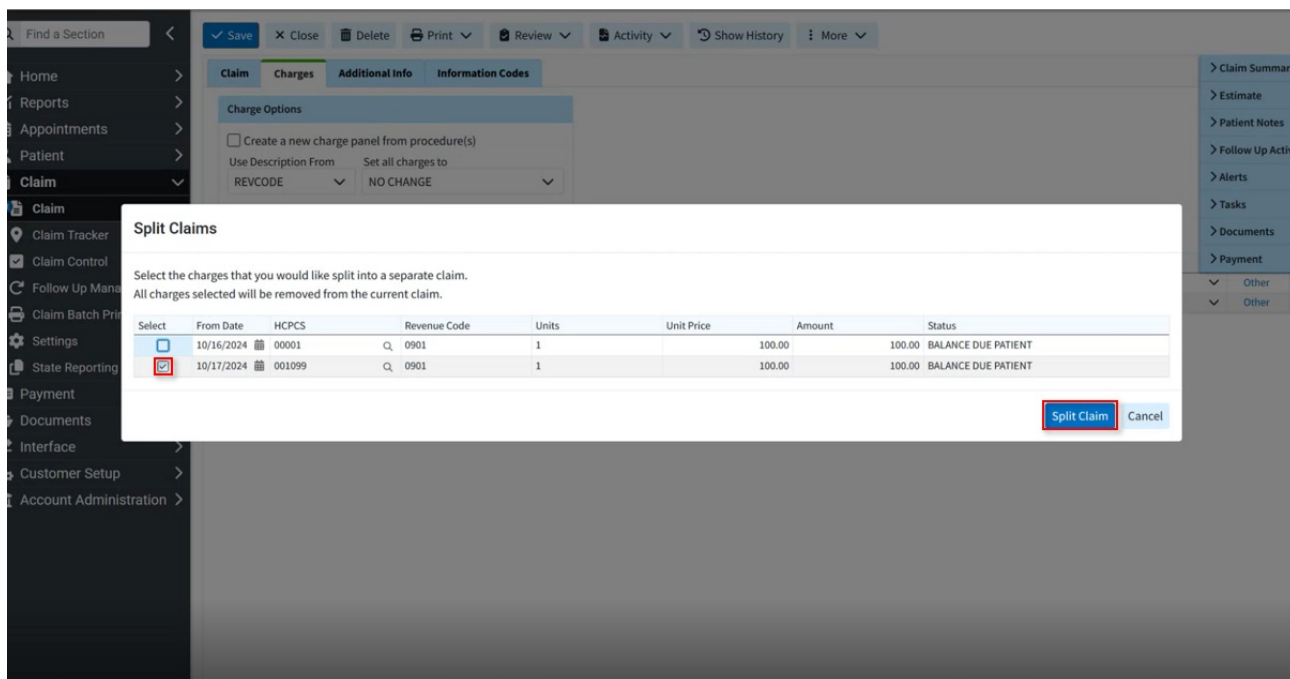 Find a Section
Save Close Delete Print Review Activity Show History More
Home
Reports
Appointments
Patient
Claim
Claim
Claim Tracker
Claim Control
Follow Up Mana
Claim Batch Prin
Settings
State Reporting
Payment
Documents
Interface
Customer Setup
Account Administration
Claim Charges Additional Info Information Codes
Charge Options
Create a new charge panel from procedure(s)
Use Description From Set all charges to
REVCODE NO CHANGE
Claim Summar
Estimate
Patient Notes
Follow Up Activ
Alerts
Tasks
Documents
Payment
Other
Other
Split Claims
Select the charges that you would like split into a separate claim.
All charges selected will be removed from the current claim.
Select From Date HCPCS Revenue Code Units Unit Price Amount Status
10/16/2024 00001 0901 1 100.00 100.00 BALANCE DUE PATIENT
10/17/2024 001099 0901 1 100.00 100.00 BALANCE DUE PATIENT
Split Claim Cancel